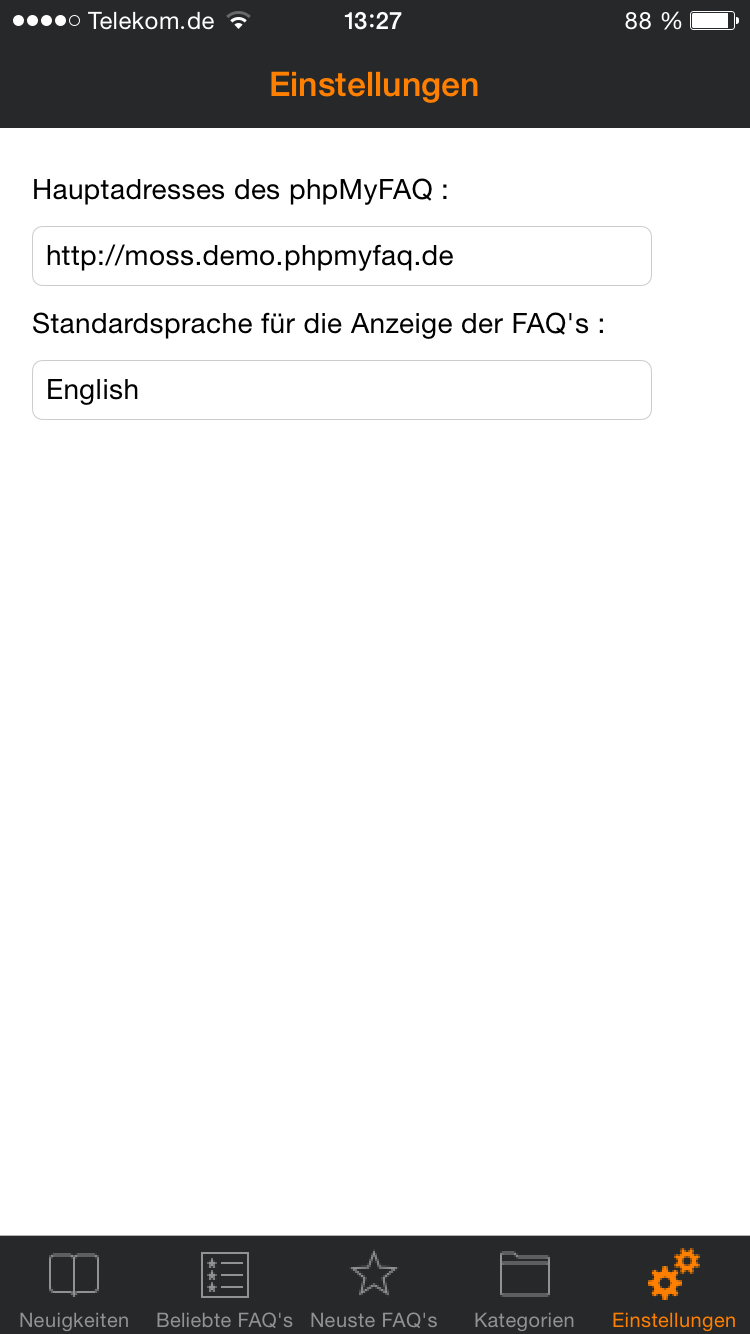 Telekom.de 13:27 88 %
Einstellungen
Hauptadresses des phpMyFAQ :
http://moss.demo.phpmyfaq.de
Standardsprache für die Anzeige der FAQ's :
English
Neuigkeiten Beliebte FAQ's Neuste FAQ's Kategorien Einstellungen